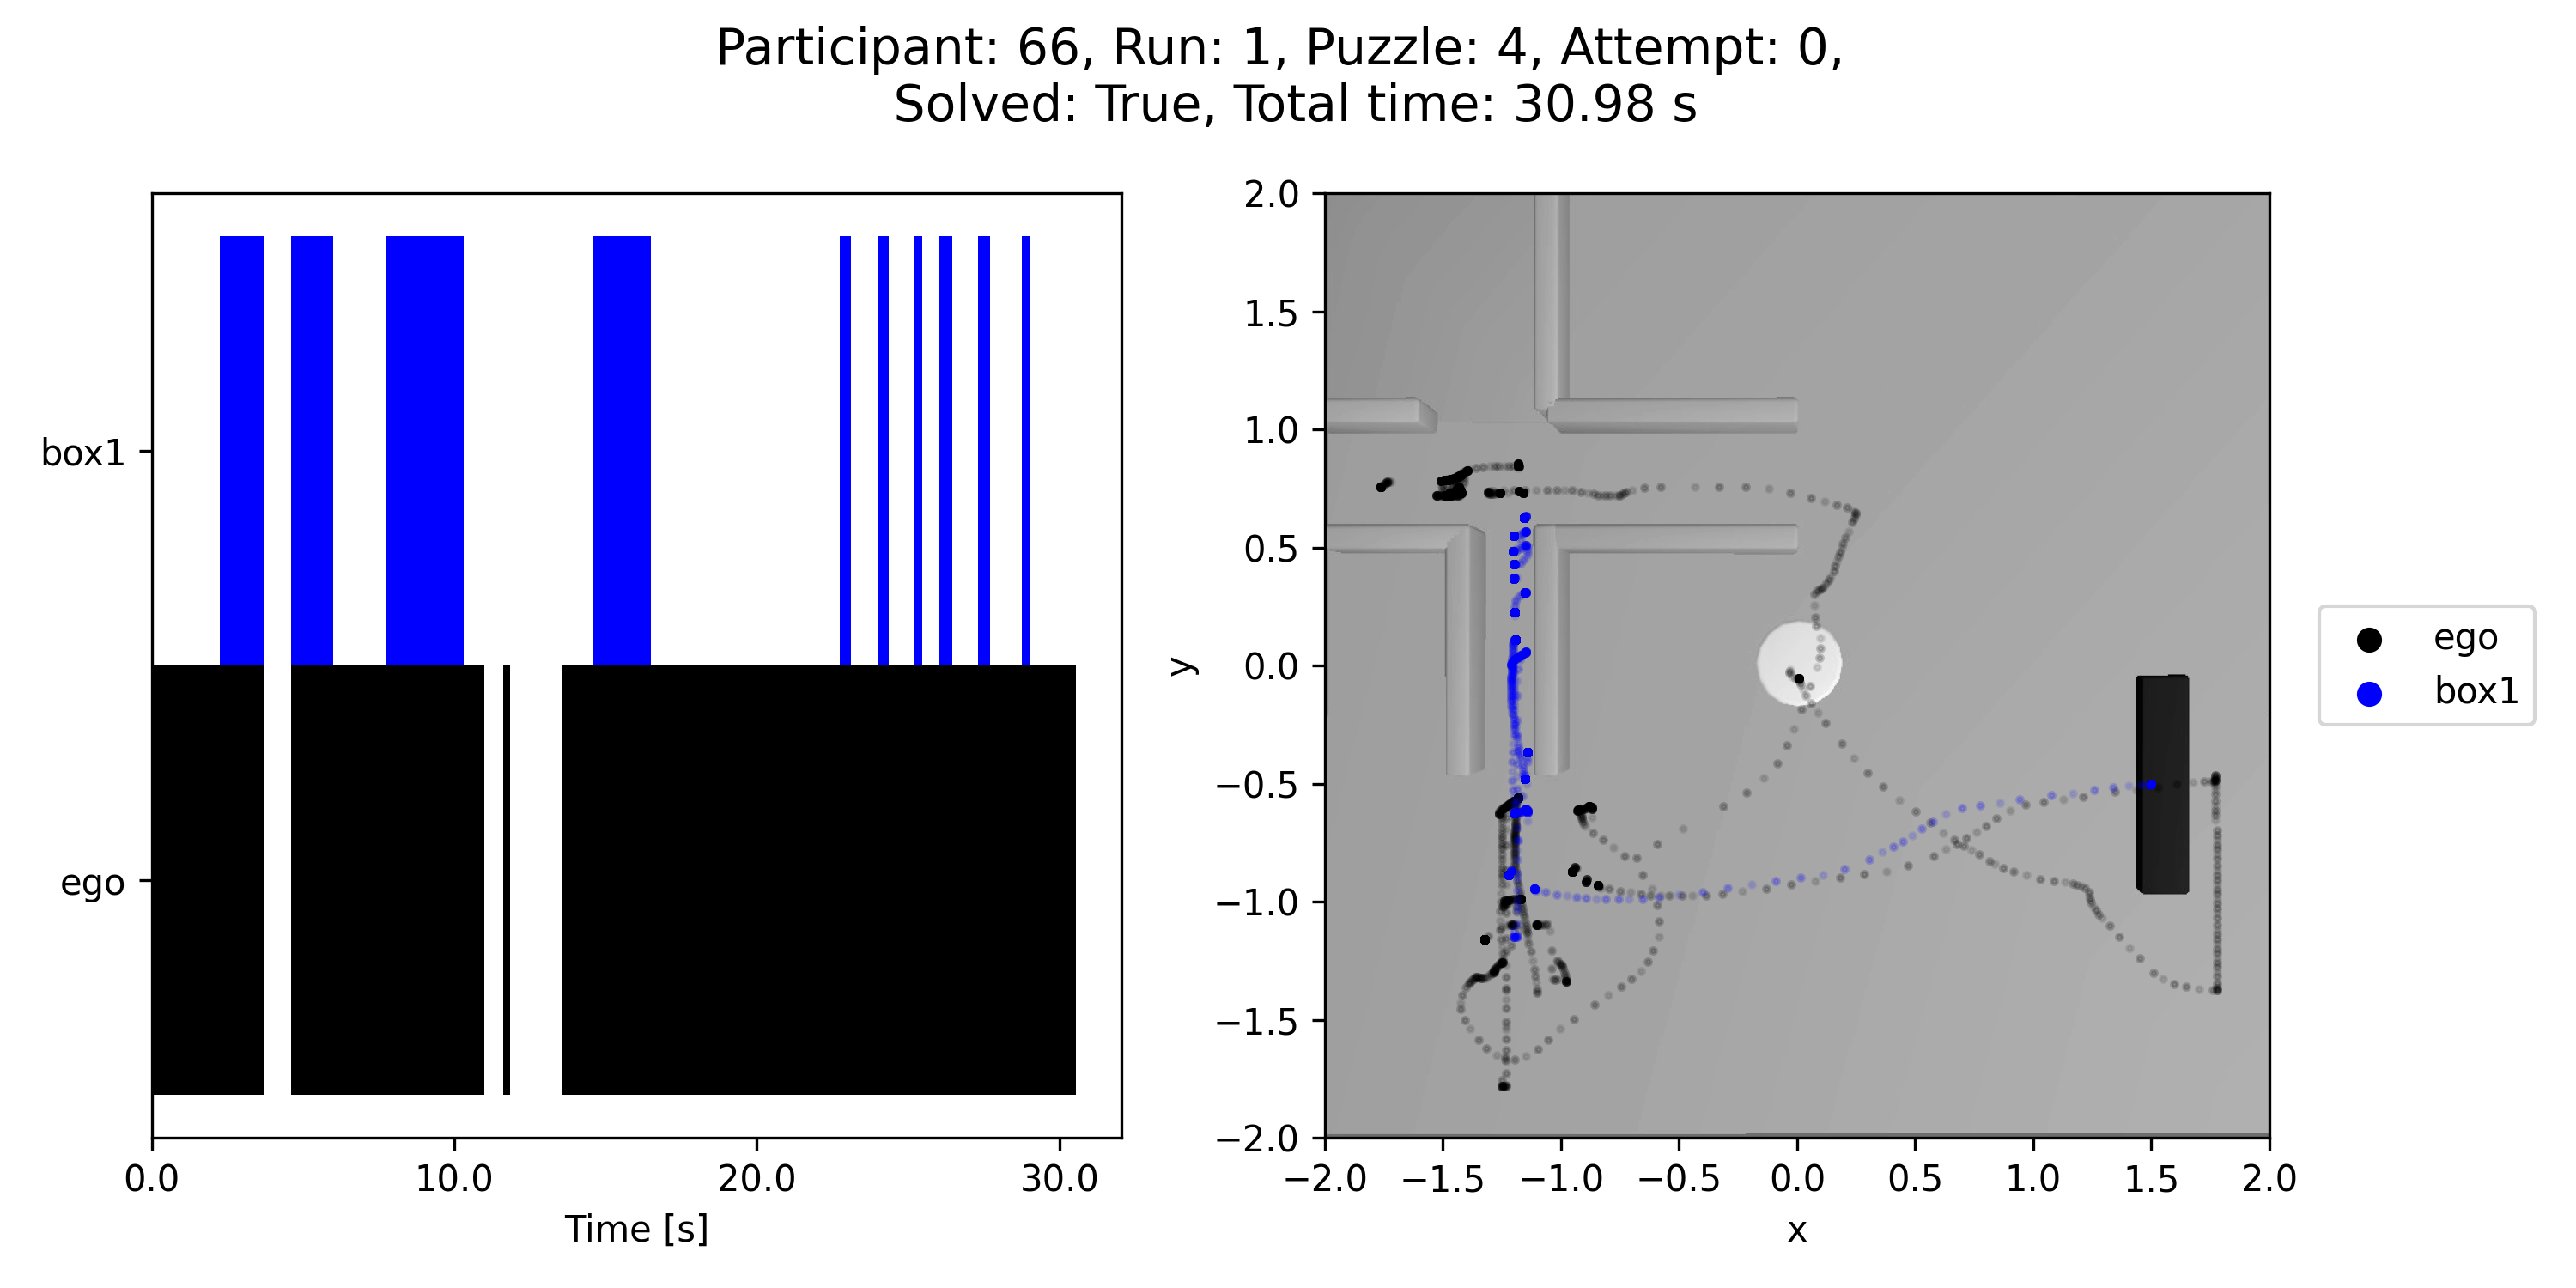 Participant: 66, Run: 1, Puzzle: 4, Attempt: 0,
Solved: True, Total time: 30.98 s
box1
ego
0.0 10.0 20.0 30.0
Time [s]
2.0
1.5
1.0
0.5
0.0
−0.5
−1.0
−1.5
−2.0
y
−2.0 −1.5 −1.0 −0.5 0.0 0.5 1.0 1.5 2.0
x
ego
box1